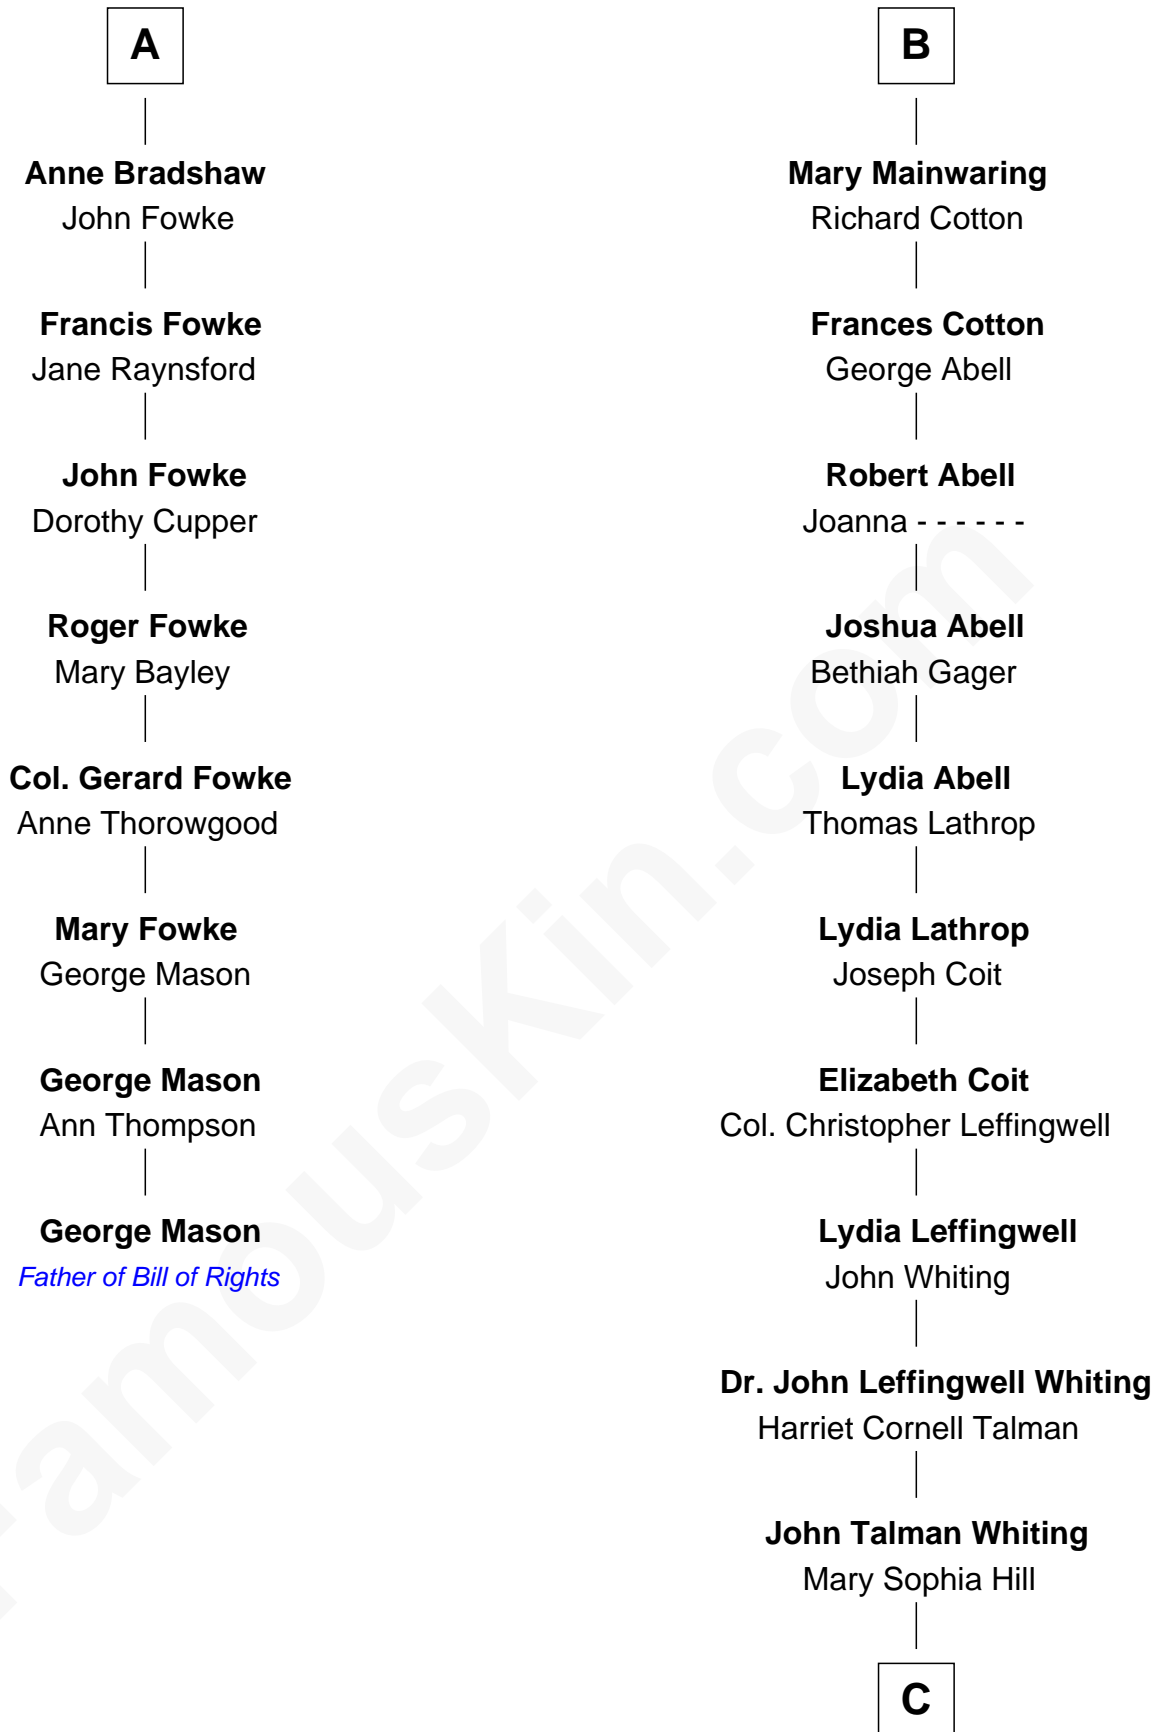 A
Anne Bradshaw
John Fowke
Francis Fowke
Jane Raynsford
John Fowke
Dorothy Cupper
Roger Fowke
Mary Bayley
Col. Gerard Fowke
Anne Thorowgood
Mary Fowke
George Mason
George Mason
Ann Thompson
George Mason
Father of Bill of Rights
B
Mary Mainwaring
Richard Cotton
Frances Cotton
George Abell
Robert Abell
Joanna - - - - - -
Joshua Abell
Bethiah Gager
Lydia Abell
Thomas Lathrop
Lydia Lathrop
Joseph Coit
Elizabeth Coit
Col. Christopher Leffingwell
Lydia Leffingwell
John Whiting
Dr. John Leffingwell Whiting
Harriet Cornell Talman
John Talman Whiting
Mary Sophia Hill
C
FamousKin.com